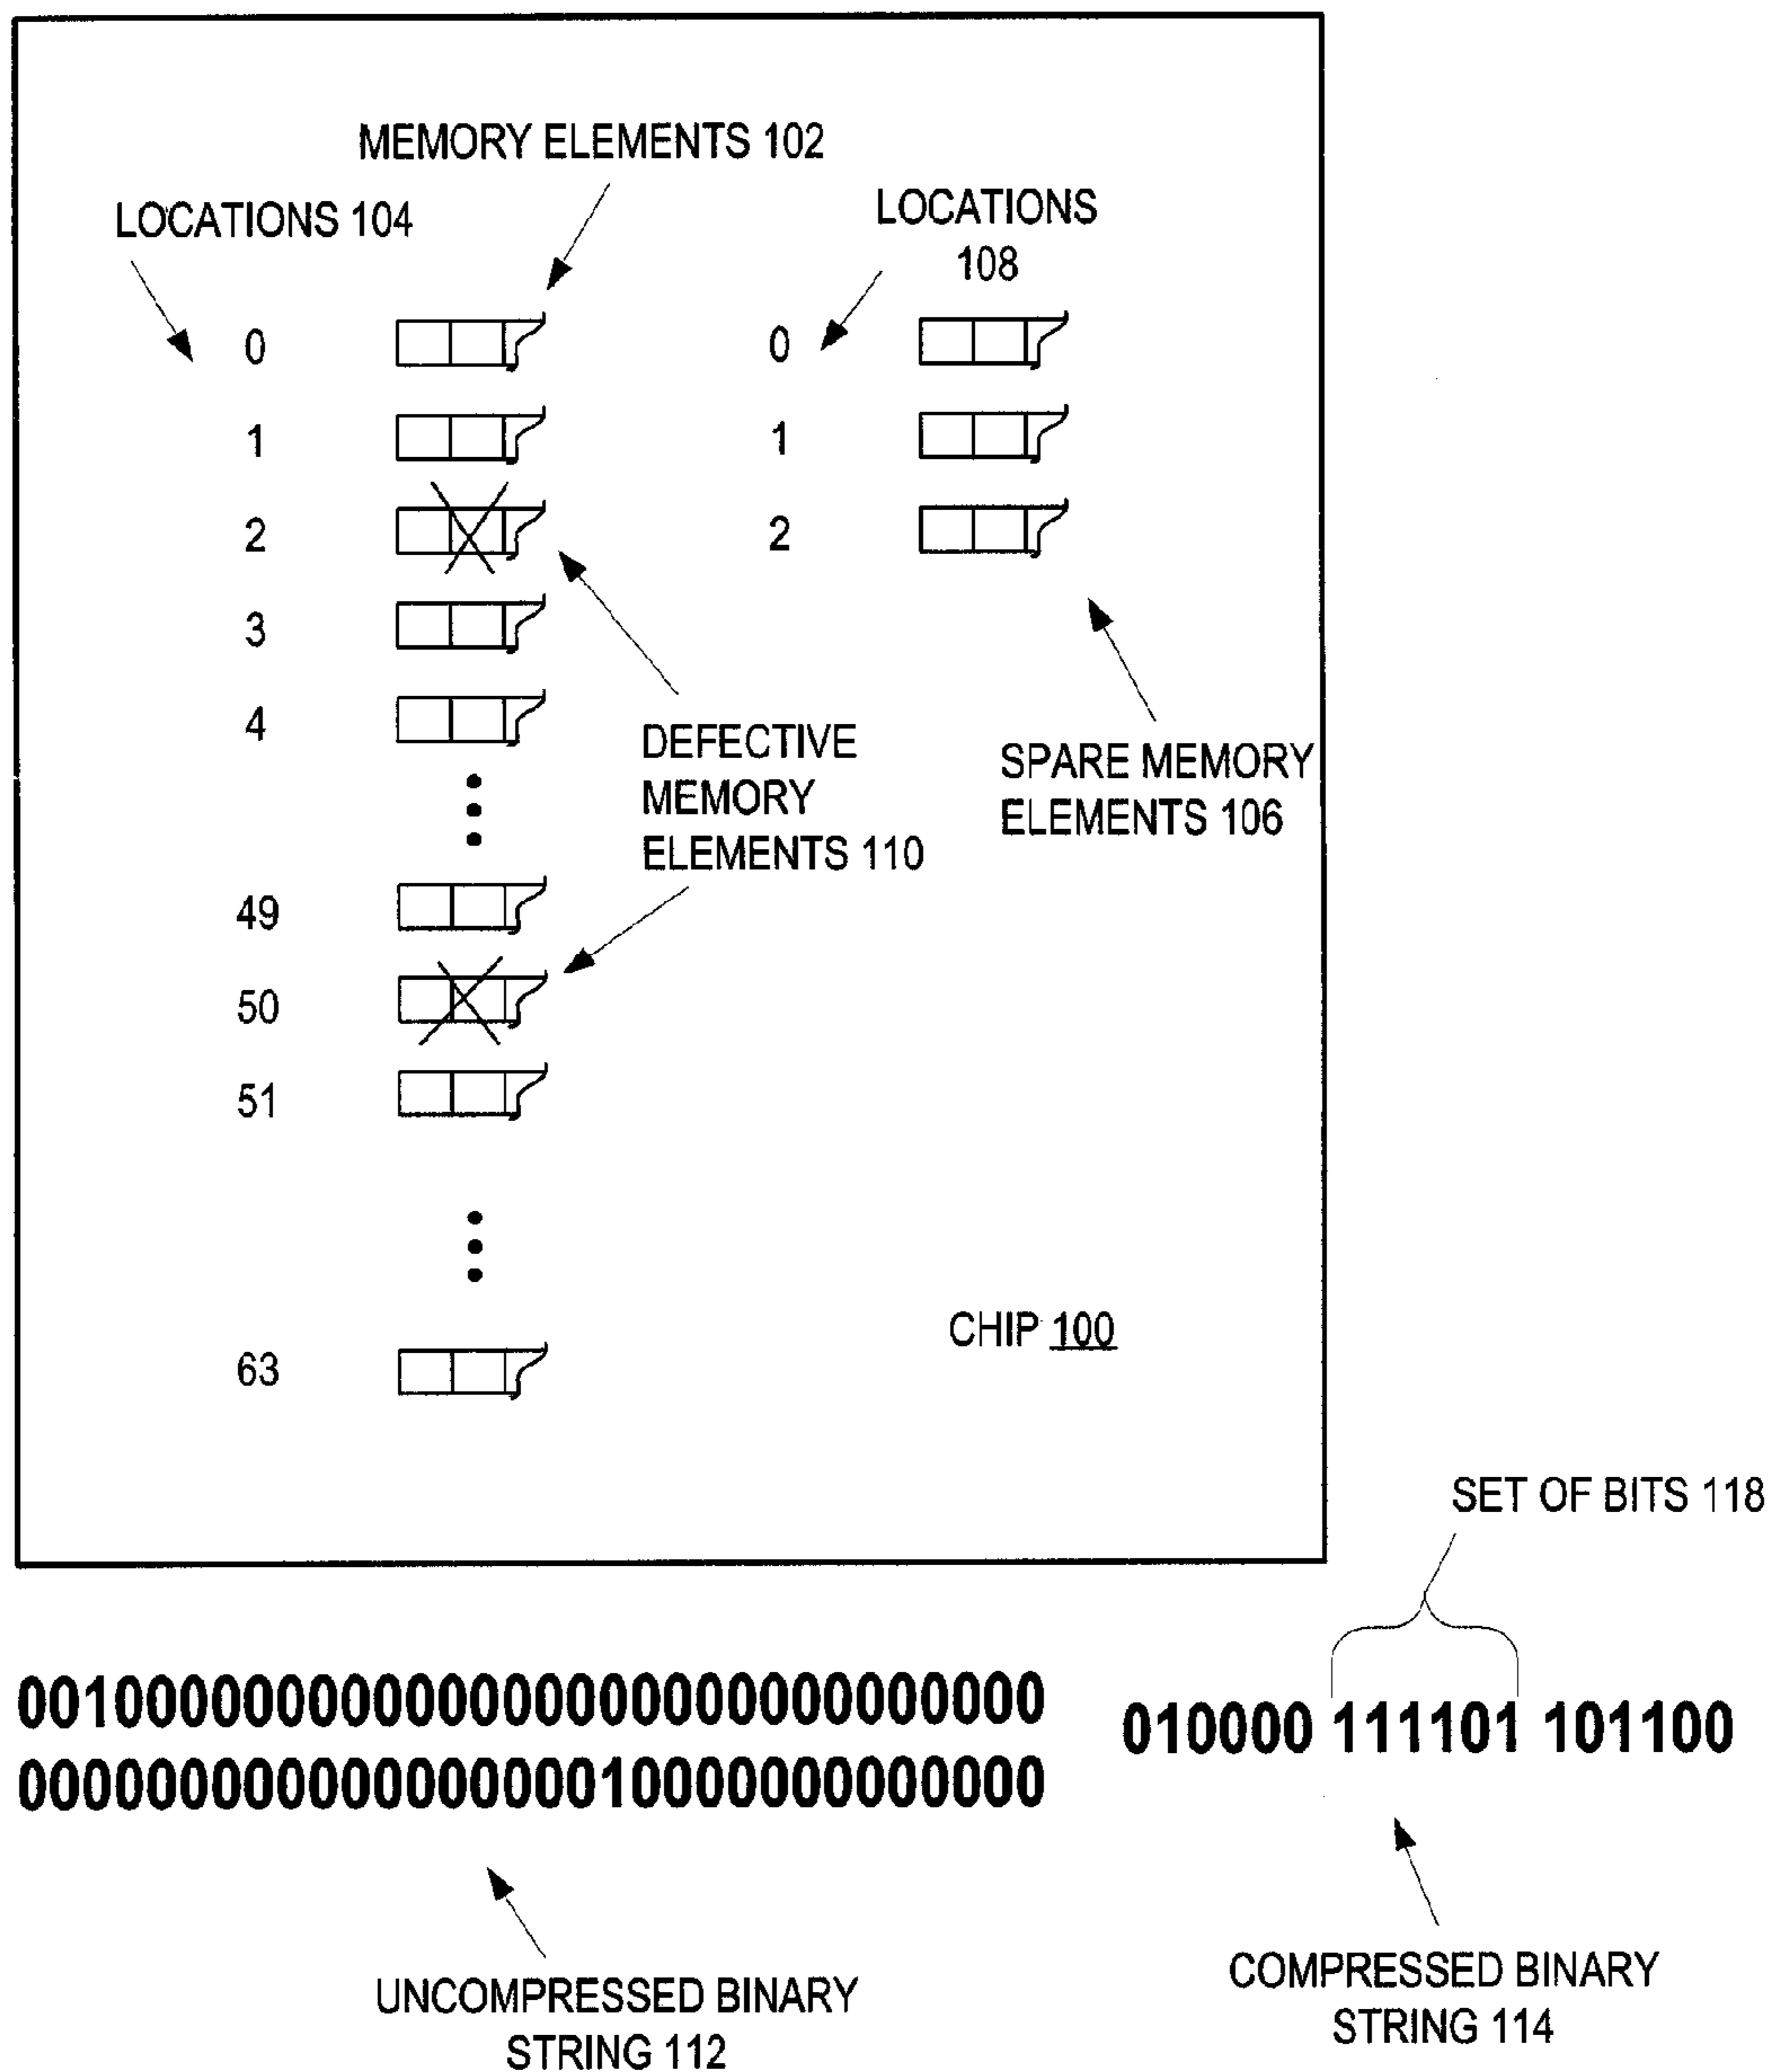 MEMORY ELEMENTS 102
LOCATIONS 104
LOCATIONS
108
0
0
1
1
2
2
3
4
DEFECTIVE
MEMORY
ELEMENTS 110
SPARE MEMORY
ELEMENTS 106
49
50
51
63
CHIP 100
SET OF BITS 118
00100000000000000000000000000000
00000000000000000010000000000000
010000 111101 101100
UNCOMPRESSED BINARY
STRING 112
COMPRESSED BINARY
STRING 114